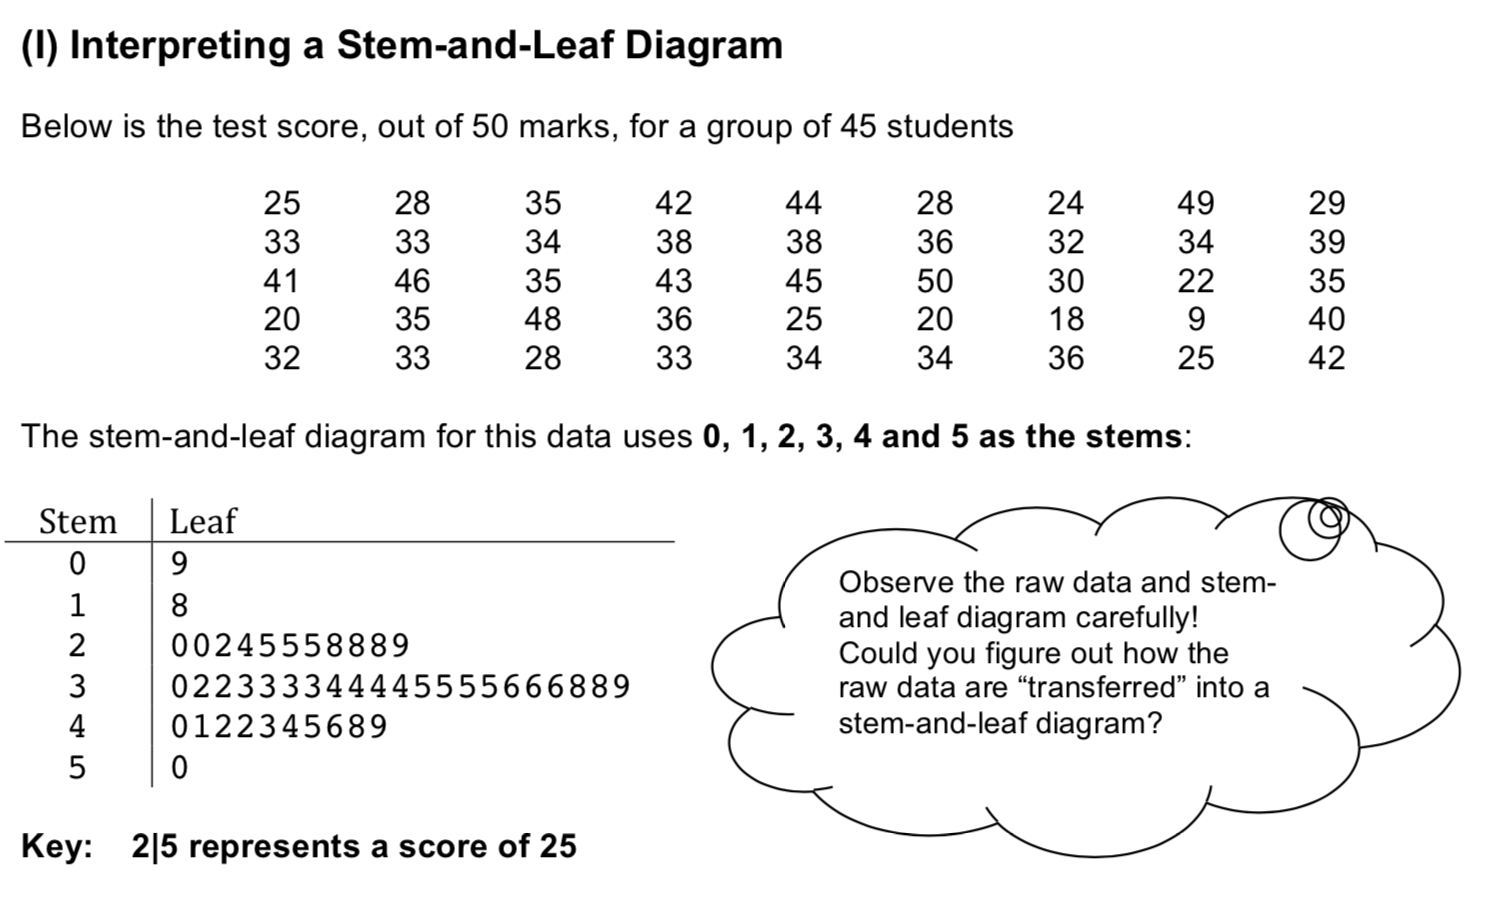 (I) Interpreting a Stem-and-Leaf Diagram
Below is the test score, out of 50 marks, for a group of 45 students
25 28 35 42 44 28 24 49 29
33 33 34 38 38 36 32 34 39
41 46 35 43 45 50 30 22 35
20 35 48 36 25 20 18 9 40
32 33 28 33 34 34 36 25 42
The stem-and-leaf diagram for this data uses 0, 1, 2, 3, 4 and 5 as the stems:
Stem Leaf
0 9
1 8
2 00245558889
3 022333344445555666889
4 0122345689
5 0
Key: 2|5 represents a score of 25
Observe the raw data and stem-
and leaf diagram carefully!
Could you figure out how the
raw data are “transferred” into a
stem-and-leaf diagram?